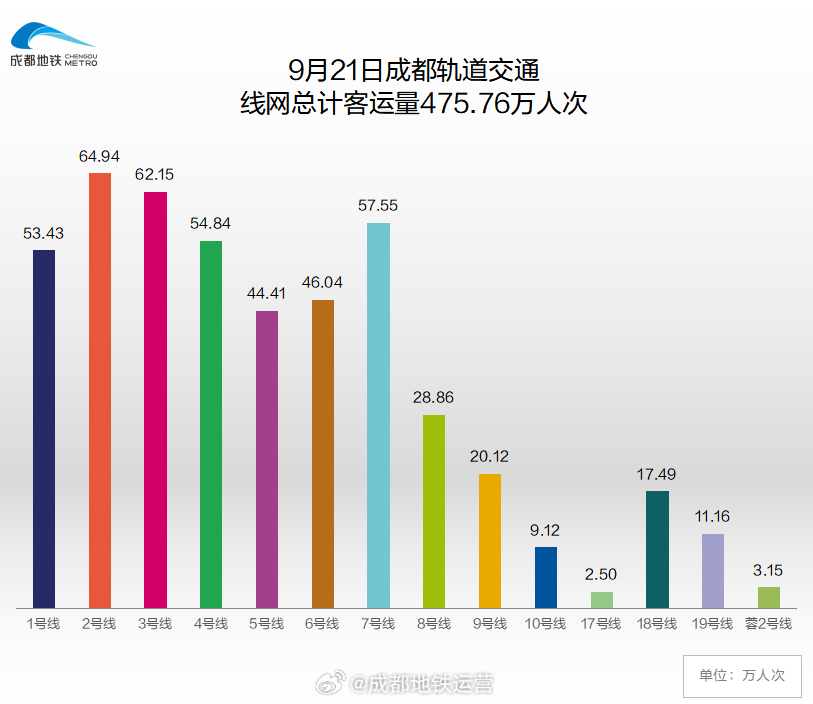 成都地铁 CHENGDU METRO
9月21日成都轨道交通
线网总计客运量475.76万人次
53.43
64.94
62.15
54.84
44.41
46.04
57.55
28.86
20.12
9.12
2.50
17.49
11.16
3.15
1号线
2号线
3号线
4号线
5号线
6号线
7号线
8号线
9号线
10号线
17号线
18号线
19号线
蓉2号线
单位：万人次
@成都地铁运营